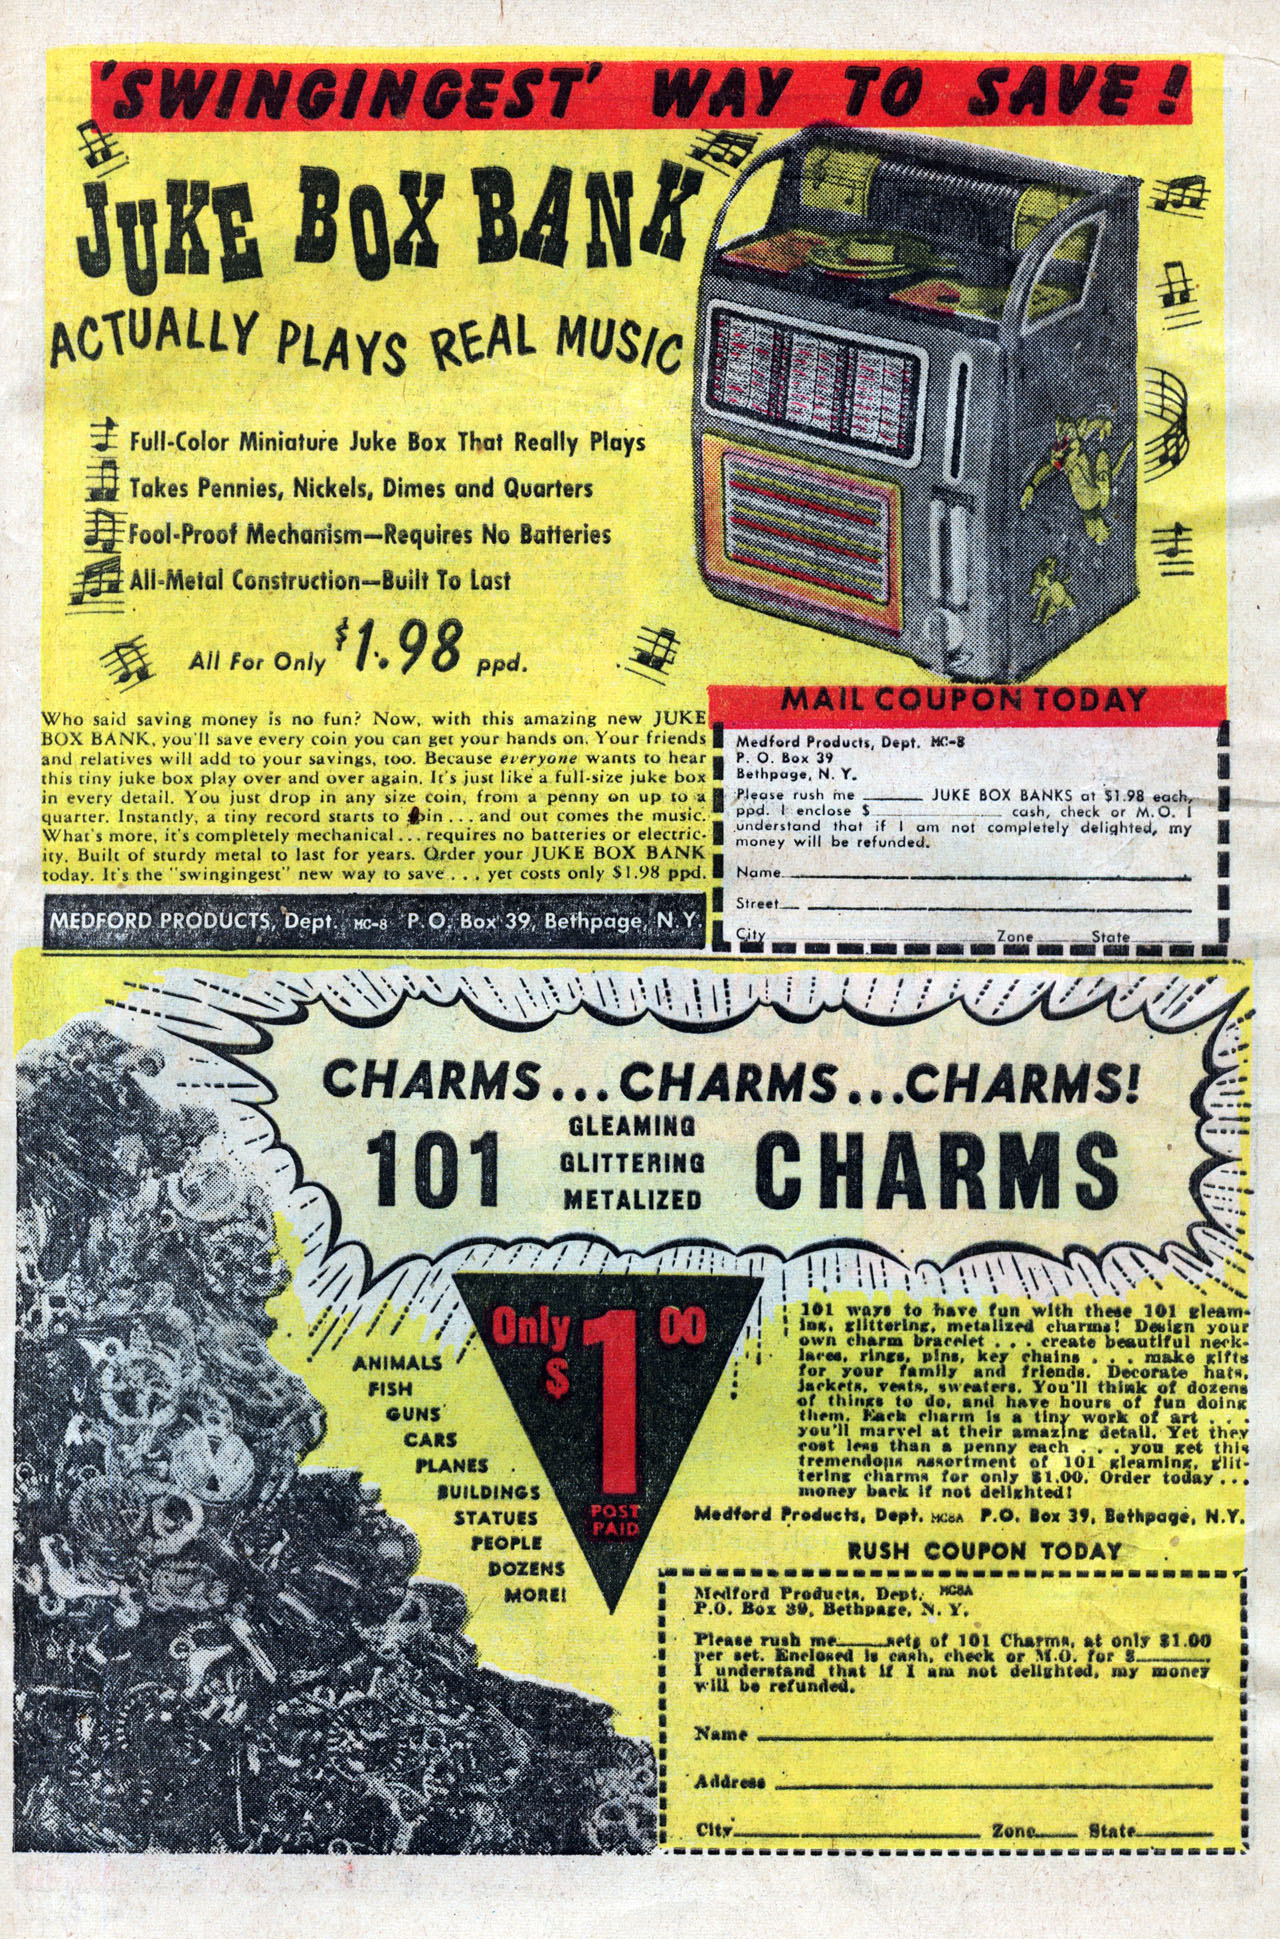 'SWINGINGEST' WAY TO SAVE!
JUKE BOX BANK
ACTUALLY PLAYS REAL MUSIC
Full-Color Miniature Juke Box That Really Plays
Takes Pennies, Nickels, Dimes and Quarters
Fool-Proof Mechanism—Requires No Batteries
All-Metal Construction—Built To Last
All For Only $1.98 ppd.
Who said saving money is no fun? Now, with this amazing new JUKE
BOX BANK, you'll save every coin you can get your hands on. Your friends
and relatives will add to your savings, too. Because everyone wants to hear
this tiny juke box play over and over again. It's just like a full-size juke box
in every detail. You just drop in any size coin, from a penny on up to a
quarter. Instantly, a tiny record starts to spin . . . and out comes the music.
What's more, it's completely mechanical . . . requires no batteries or electric-
ity. Built of sturdy metal to last for years. Order your JUKE BOX BANK
today. It's the "swingingest" new way to save . . . yet costs only $1.98 ppd.
MEDFORD PRODUCTS, Dept. MC-8 P.O. Box 39, Bethpage, N.Y.
MAIL COUPON TODAY
Medford Products, Dept. MC-8
P. O. Box 39
Bethpage, N. Y.
Please rush me ______ JUKE BOX BANKS at $1.98 each,
ppd. I enclose $ ______ cash, check or M.O. I
understand that if I am not completely delighted, my
money will be refunded.
Name
Street
City Zone State
CHARMS...CHARMS...CHARMS!
101 GLEAMING GLITTERING METALIZED CHARMS
Only $1.00
POST
PAID
ANIMALS
FISH
GUNS
CARS
PLANES
BUILDINGS
STATUES
PEOPLE
DOZENS
MORE!
101 ways to have fun with these 101 gleam-
ing, glittering, metalized charms! Design your
own charm bracelet . . . create beautiful neck-
laces, rings, pins, key chains . . . make gifts
for your family and friends. Decorate hats,
jackets, vests, sweaters. You'll think of dozens
of things to do, and have hours of fun doing
them. Each charm is a tiny work of art . . .
you'll marvel at their amazing detail. Yet they
cost less than a penny each . . . you get this
tremendous assortment of 101 gleaming, glit-
tering charms for only $1.00. Order today . . .
money back if not delighted!
Medford Products, Dept. MC8A P.O. Box 39, Bethpage, N.Y.
RUSH COUPON TODAY
Medford Products, Dept. MC8A
P.O. Box 39, Bethpage, N. Y.
Please rush me______sets of 101 Charms, at only $1.00
per set. Enclosed is cash, check or M.O. for $______.
I understand that if I am not delighted, my money
will be refunded.
Name
Address
City Zone State